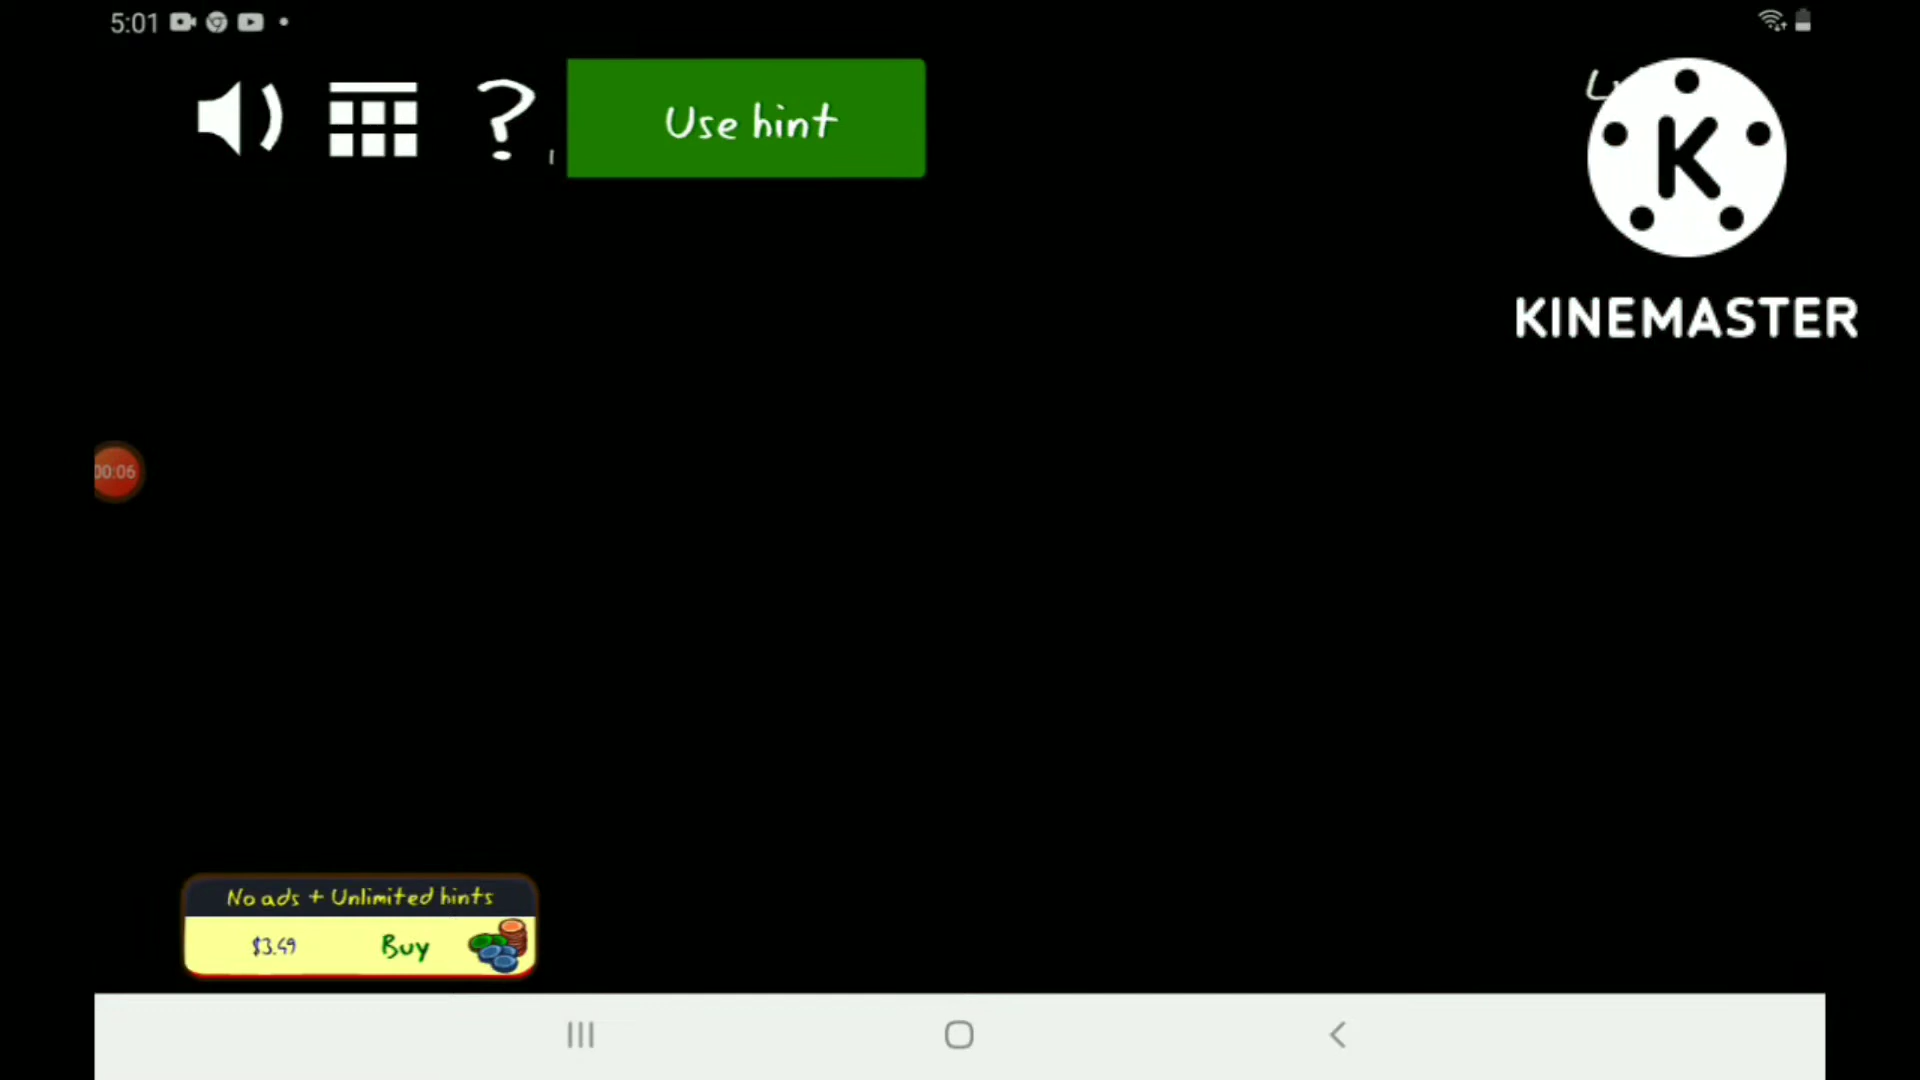 5:01
?
Use hint
K
KINEMASTER
00:06
No ads + Unlimited hints
$3.49 Buy